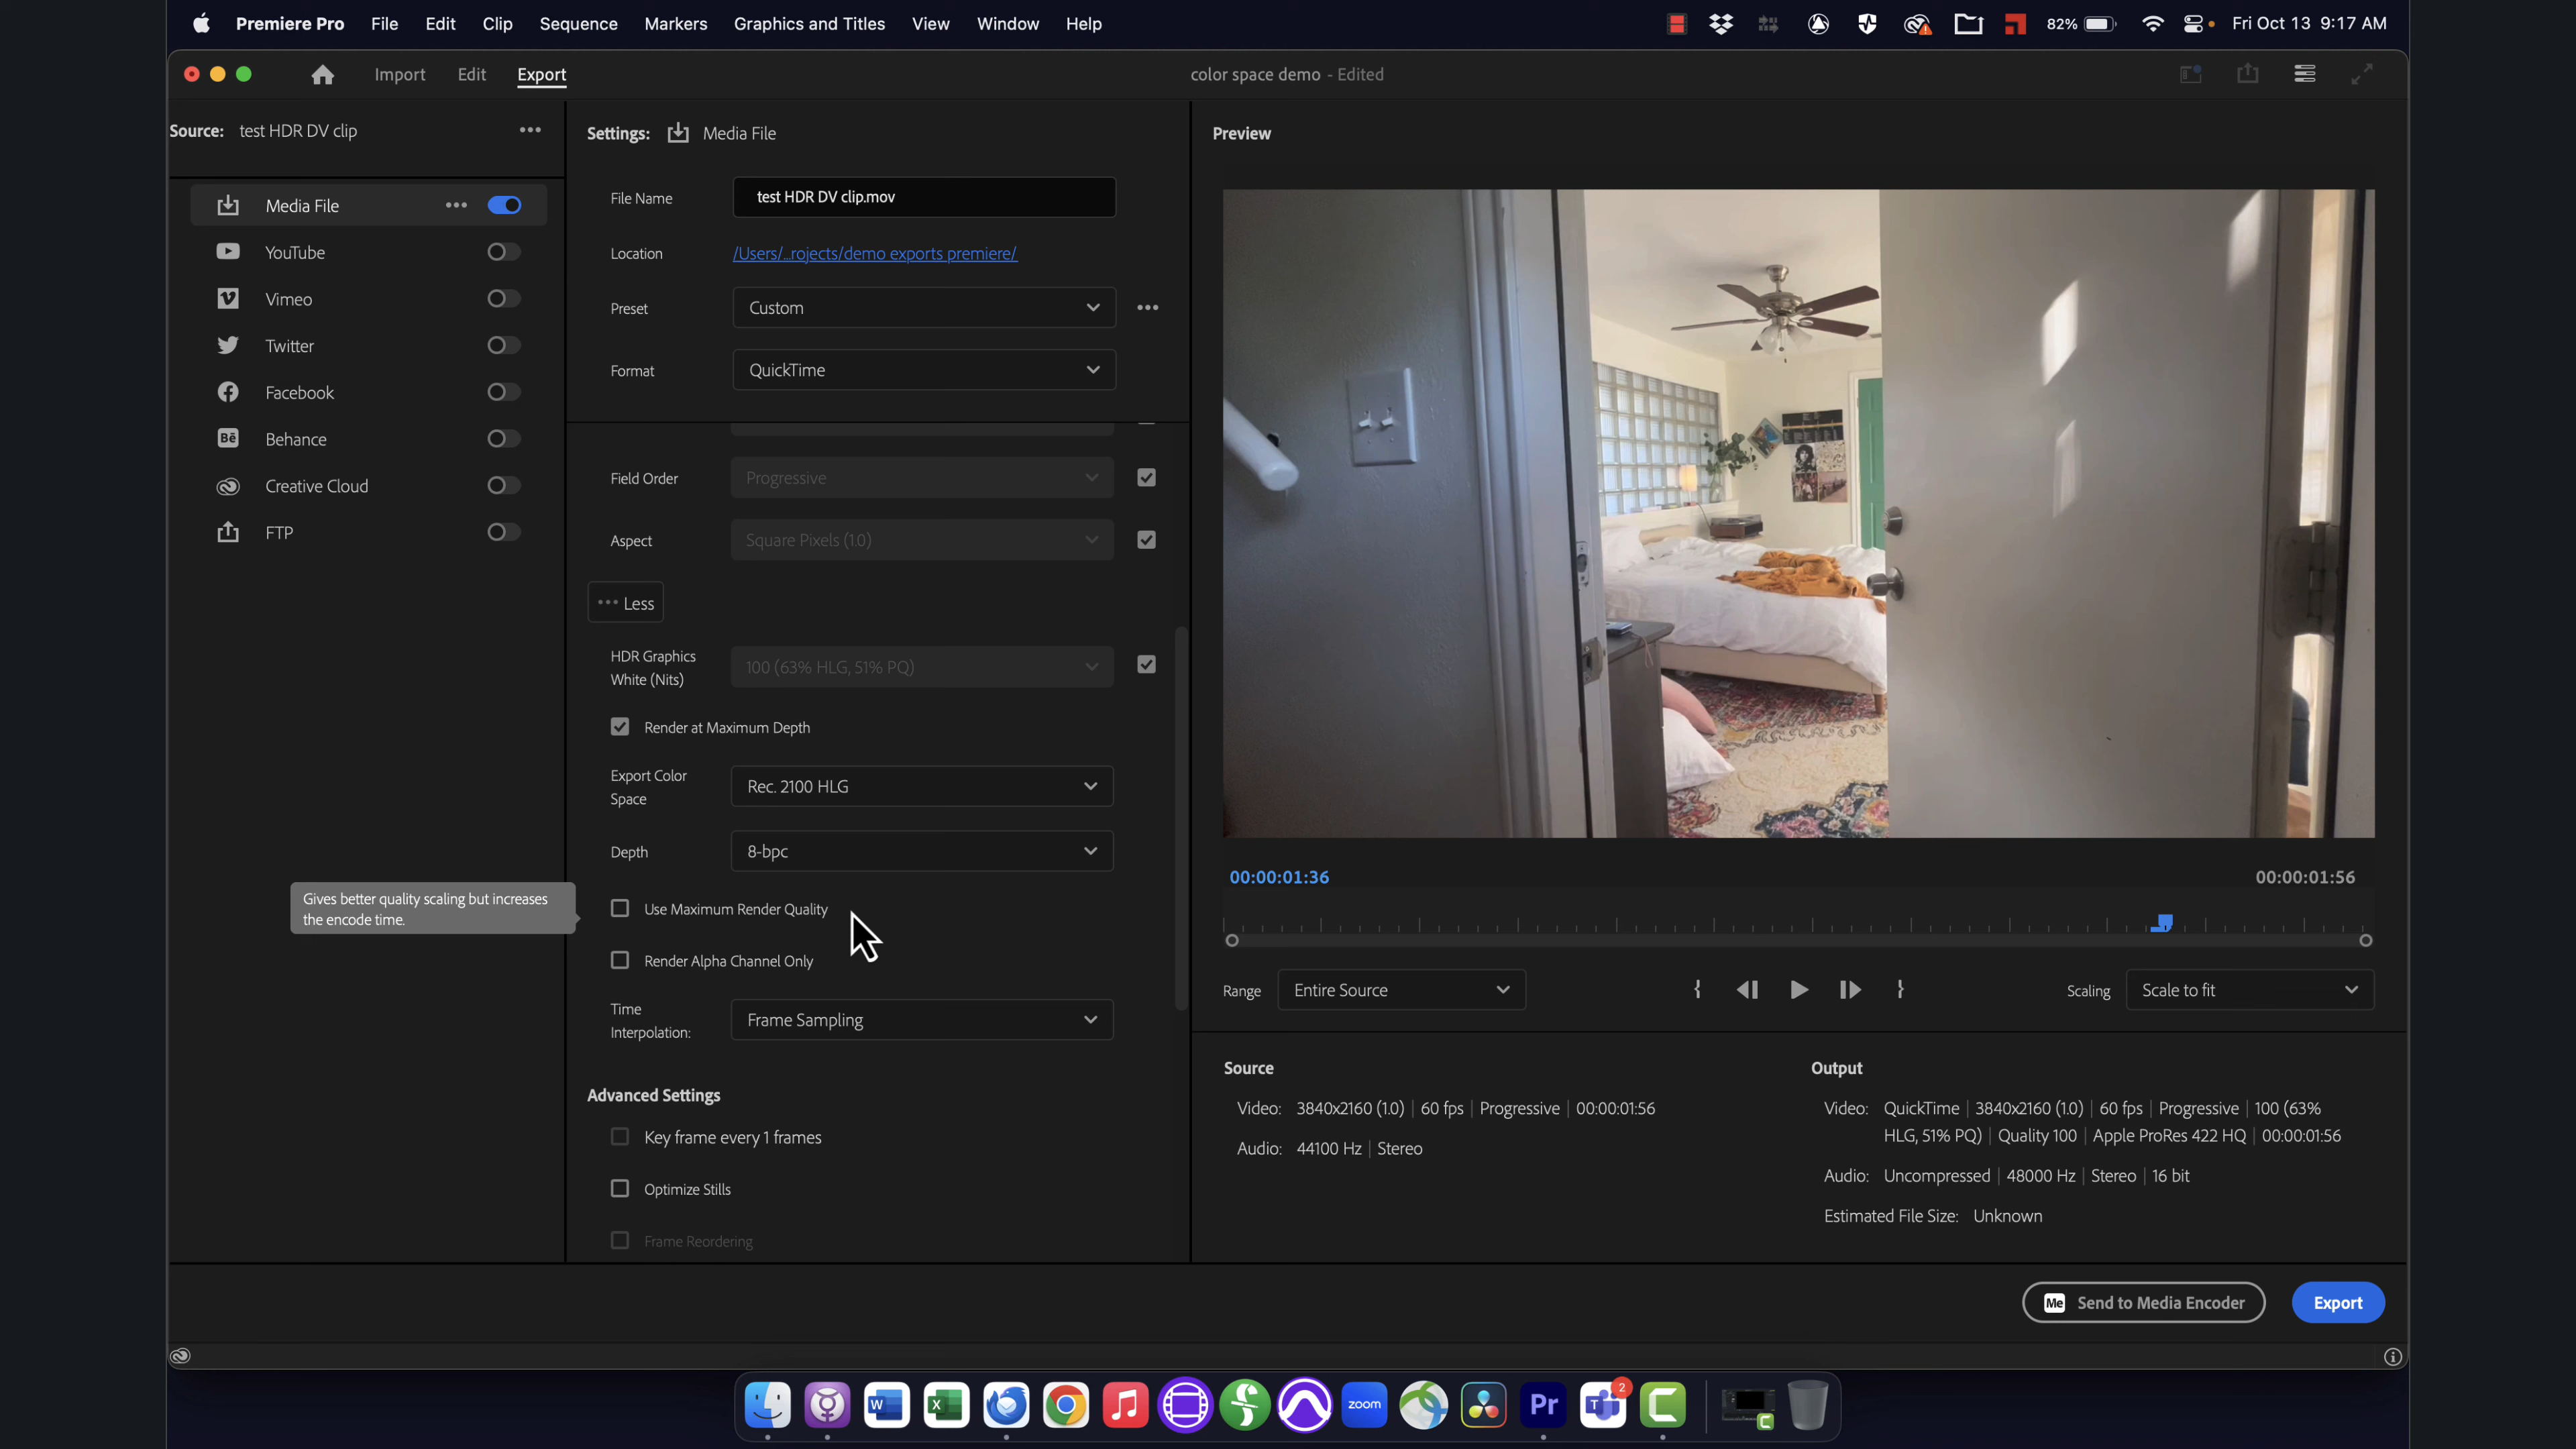 Premiere Pro File Edit Clip Sequence Markers Graphics and Titles View Window Help 82% Fri Oct 13 9:17 AM
Import Edit Export color space demo - Edited
Source: test HDR DV clip
Media File
YouTube
Vimeo
Twitter
Facebook
Bē Behance
Creative Cloud
FTP
Settings: Media File
File Name test HDR DV clip.mov
Location /Users/...rojects/demo exports premiere/
Preset Custom
Format QuickTime
Field Order Progressive
Aspect Square Pixels (1.0)
Less
HDR Graphics
White (Nits)
100 (63% HLG, 51% PQ)
Render at Maximum Depth
Export Color
Space
Rec. 2100 HLG
Depth 8-bpc
Gives better quality scaling but increases
the encode time.
Use Maximum Render Quality
Render Alpha Channel Only
Time
Interpolation:
Frame Sampling
Advanced Settings
Key frame every 1 frames
Optimize Stills
Frame Reordering
Preview
00:00:01:36 00:00:01:56
Range Entire Source Scaling Scale to fit
Source
Video: 3840x2160 (1.0) | 60 fps | Progressive | 00:00:01:56
Audio: 44100 Hz | Stereo
Output
Video: QuickTime | 3840x2160 (1.0) | 60 fps | Progressive | 100 (63%
HLG, 51% PQ) | Quality 100 | Apple ProRes 422 HQ | 00:00:01:56
Audio: Uncompressed | 48000 Hz | Stereo | 16 bit
Estimated File Size: Unknown
Me Send to Media Encoder Export
W X zoom Pr T 2 C